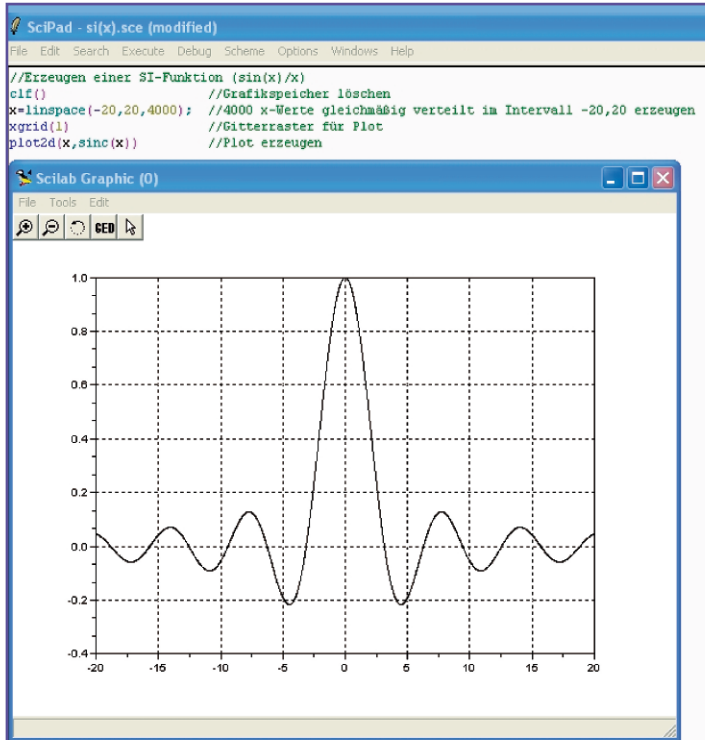 SciPad - si(x).sce (modified)
File Edit Search Execute Debug Scheme Options Windows Help
//Erzeugen einer SI-Funktion (sin(x)/x)
clf() //Grafikspeicher löschen
x=linspace(-20,20,4000); //4000 x-Werte gleichmäßig verteilt im Intervall -20,20 erzeugen
xgrid(1) //Gitterraster für Plot
plot2d(x,sinc(x)) //Plot erzeugen
Scilab Graphic (0)
File Tools Edit
GED
1.0
0.8
0.6
0.4
0.2
0.0
-0.2
-0.4
-20 -15 -10 -5 0 5 10 15 20